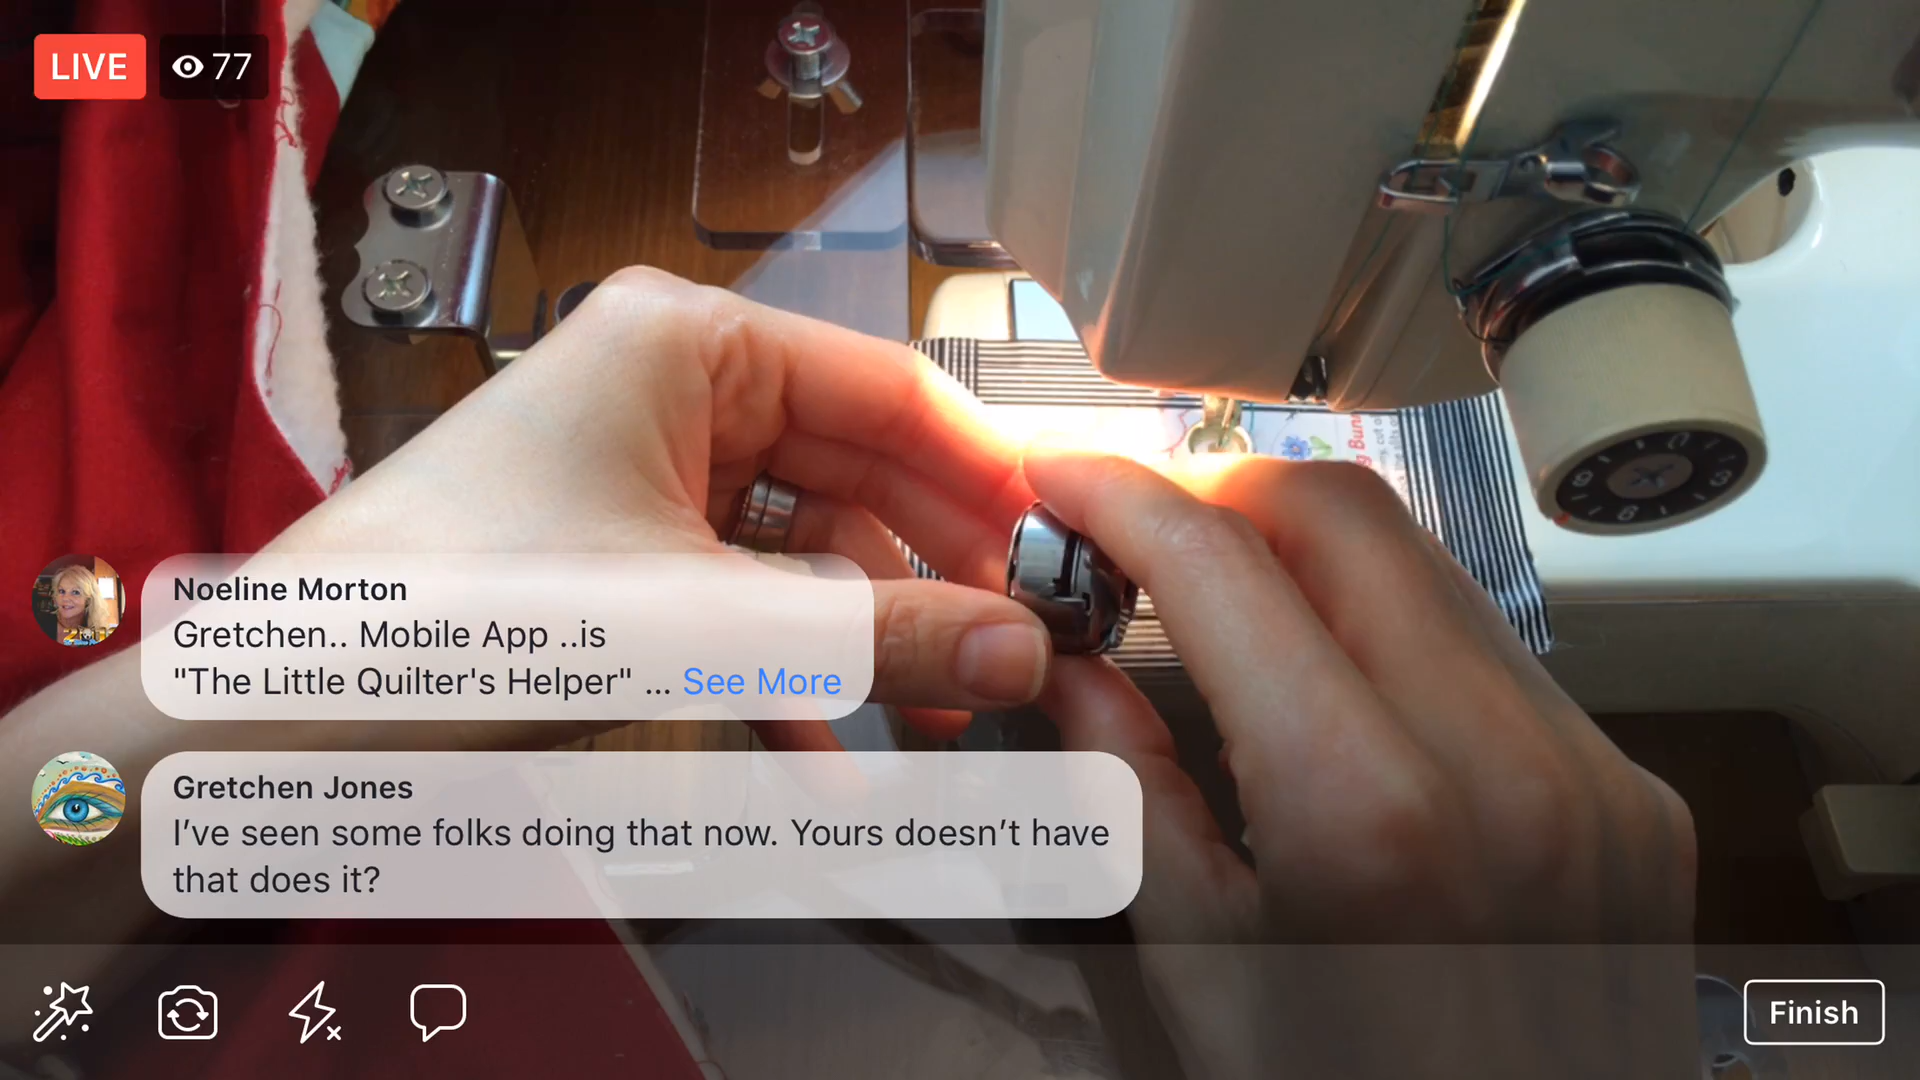 LIVE
77
Noeline Morton
Gretchen.. Mobile App ..is
"The Little Quilter's Helper" ... See More
Gretchen Jones
I’ve seen some folks doing that now. Yours doesn’t have
that does it?
Finish